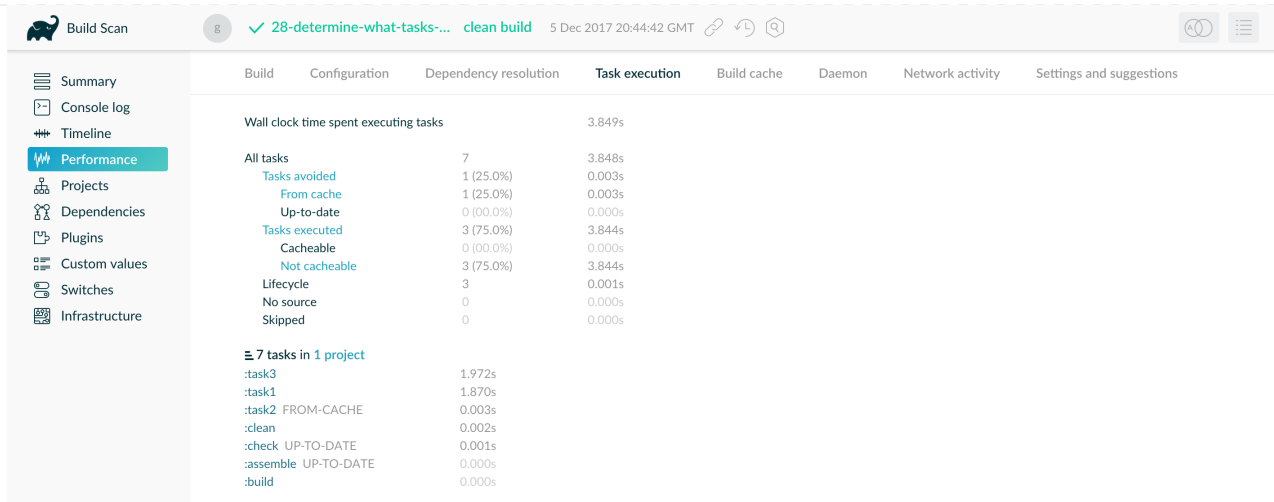 Build Scan
g 28-determine-what-tasks-... clean build 5 Dec 2017 20:44:42 GMT
Summary
Console log
Timeline
Performance
Projects
Dependencies
Plugins
Custom values
Switches
Infrastructure
Build Configuration Dependency resolution Task execution Build cache Daemon Network activity Settings and suggestions
Wall clock time spent executing tasks 3.849s
All tasks 7 3.848s
Tasks avoided 1 (25.0%) 0.003s
From cache 1 (25.0%) 0.003s
Up-to-date 0 (00.0%) 0.000s
Tasks executed 3 (75.0%) 3.844s
Cacheable 0 (00.0%) 0.000s
Not cacheable 3 (75.0%) 3.844s
Lifecycle 3 0.001s
No source 0 0.000s
Skipped 0 0.000s
7 tasks in 1 project
:task3 1.972s
:task1 1.870s
:task2 FROM-CACHE 0.003s
:clean 0.002s
:check UP-TO-DATE 0.001s
:assemble UP-TO-DATE 0.000s
:build 0.000s